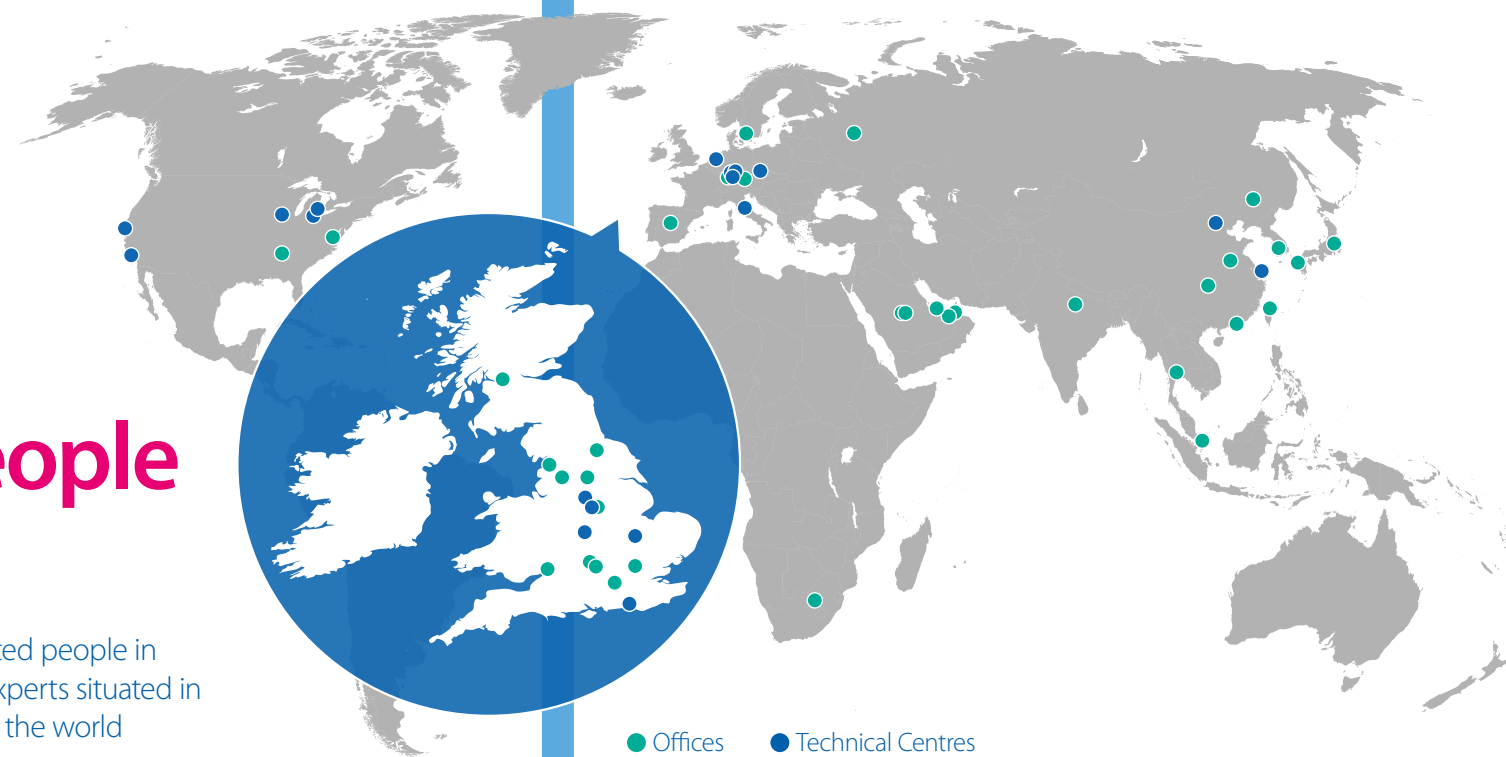 eople
ted people in
xperts situated in
the world
Offices
Technical Centres